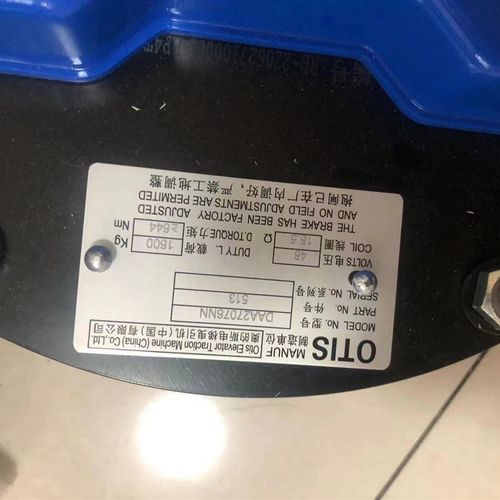 OTIS MANUF 制造单位 Otis Elevator Traction Machine (China) Co., Ltd. 奥的斯电梯曳引机(中国)有限公司
MODEL No. 型号 DAA27076NN
PART No. 件号 513
SERIAL No. 系列号
VOLTS 电压 48 V DUTY L. 载荷 1600 Kg
COIL 线圈 16.5 Ω D.TORQUE 力矩 ≥644 Nm
THE BRAKE HAS BEEN FACTORY ADJUSTED
AND NO FIELD ADJUSTMENTS ARE PERMITTED
抱闸已在厂内调好,严禁工地调整